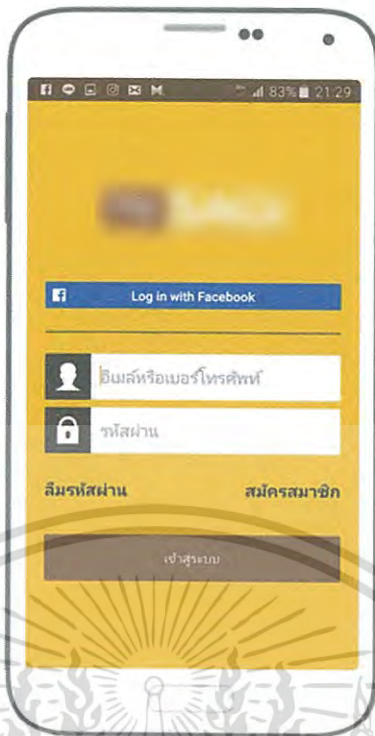 83% 21:29
Log in with Facebook
อีเมล์หรือเบอร์โทรศัพท์
รหัสผ่าน
ลืมรหัสผ่าน สมัครสมาชิก
เข้าสู่ระบบ